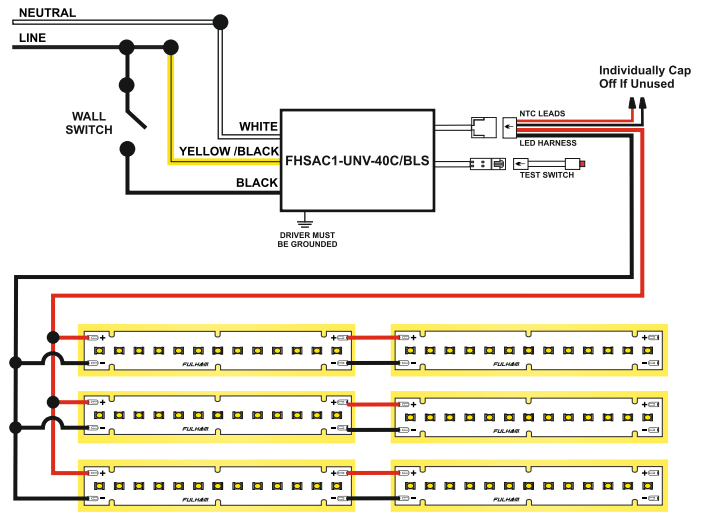 NEUTRAL
LINE
WALL
SWITCH
WHITE
YELLOW /BLACK
BLACK
FHSAC1-UNV-40C/BLS
DRIVER MUST
BE GROUNDED
Individually Cap
Off If Unused
NTC LEADS
LED HARNESS
TEST SWITCH
+ + +
- - -
FULHAM FULHAM
+ + +
- - -
FULHAM FULHAM
+ + +
- - -
FULHAM FULHAM